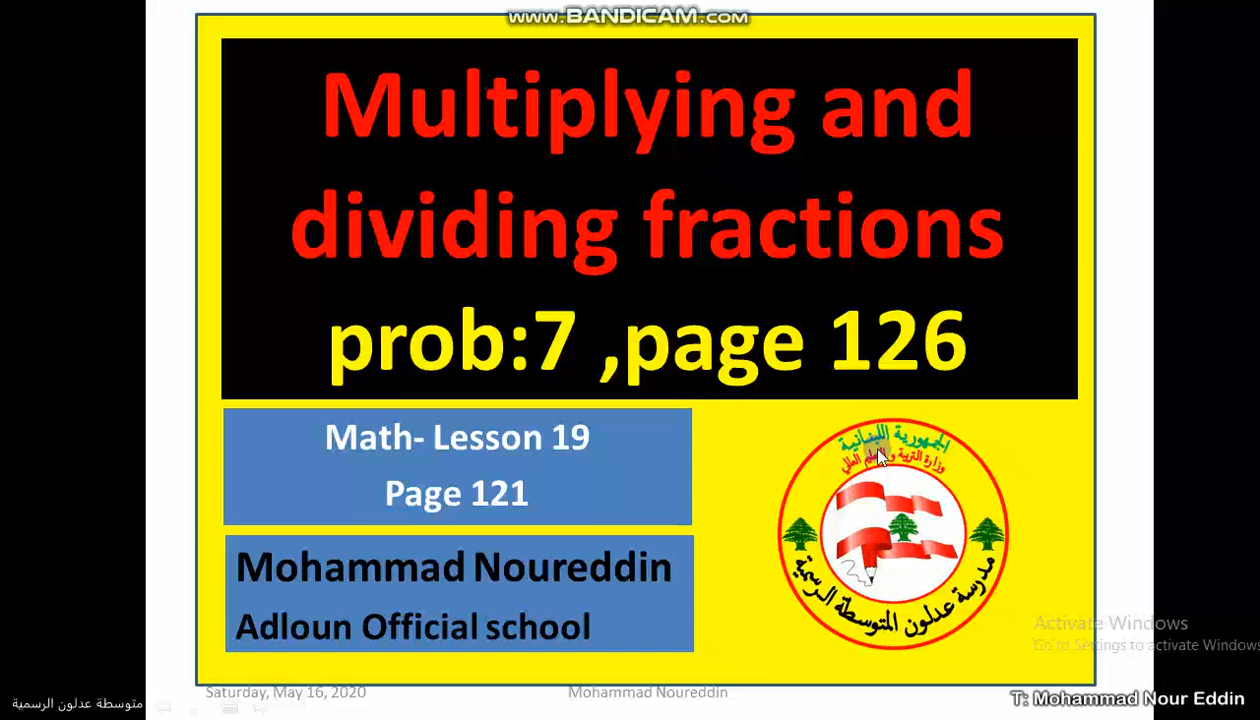 www.BANDICAM.com
Multiplying and
dividing fractions
prob:7 ,page 126
Math- Lesson 19
Page 121
Mohammad Noureddin
Adloun Official school
الجمهورية اللبنانية
وزارة التربية و العالي
مدرسة عدلون المتوسطة الرسمية
Activate Windows
Go to Settings to activate Windows
Saturday, May 16, 2020
Mohammad Noureddin
متوسطة عدلون الرسمية
T: Mohammad Nour Eddin